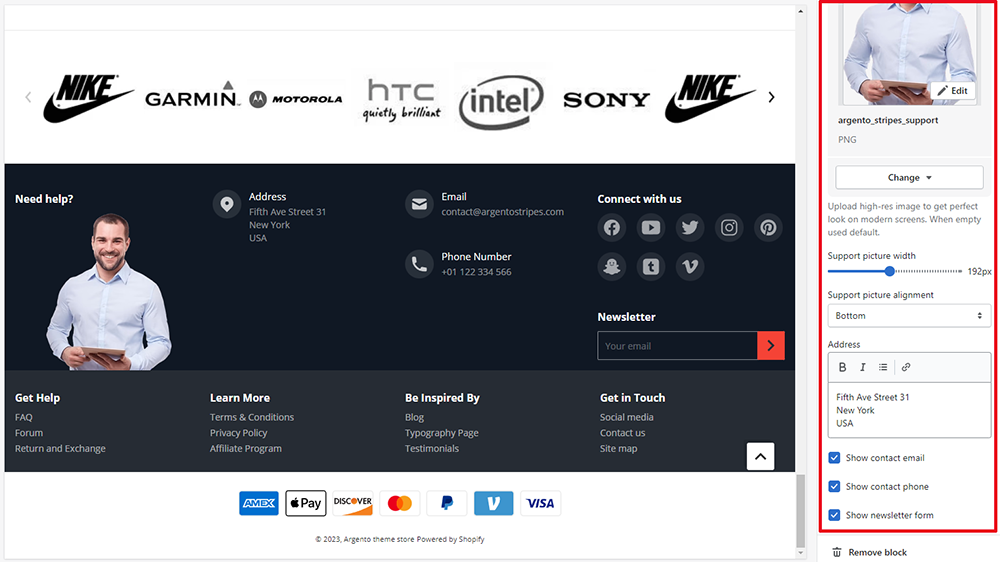 NIKE
GARMIN
MOTOROLA
hTC
quietly brilliant
intel
SONY
NIKE
Need help?
Address
Fifth Ave Street 31
New York
USA
Email
contact@argentostripes.com
Phone Number
+01 122 334 566
Connect with us
Newsletter
Your email
Get Help
FAQ
Forum
Return and Exchange
Learn More
Terms & Conditions
Privacy Policy
Affiliate Program
Be Inspired By
Blog
Typography Page
Testimonials
Get in Touch
Social media
Contact us
Site map
AMEX
Pay
DISCOVER
VISA
© 2023, Argento theme store Powered by Shopify
Edit
argento_stripes_support
PNG
Change
Upload high-res image to get perfect
look on modern screens. When empty
used default.
Support picture width
192px
Support picture alignment
Bottom
Address
B I
Fifth Ave Street 31
New York
USA
Show contact email
Show contact phone
Show newsletter form
Remove block